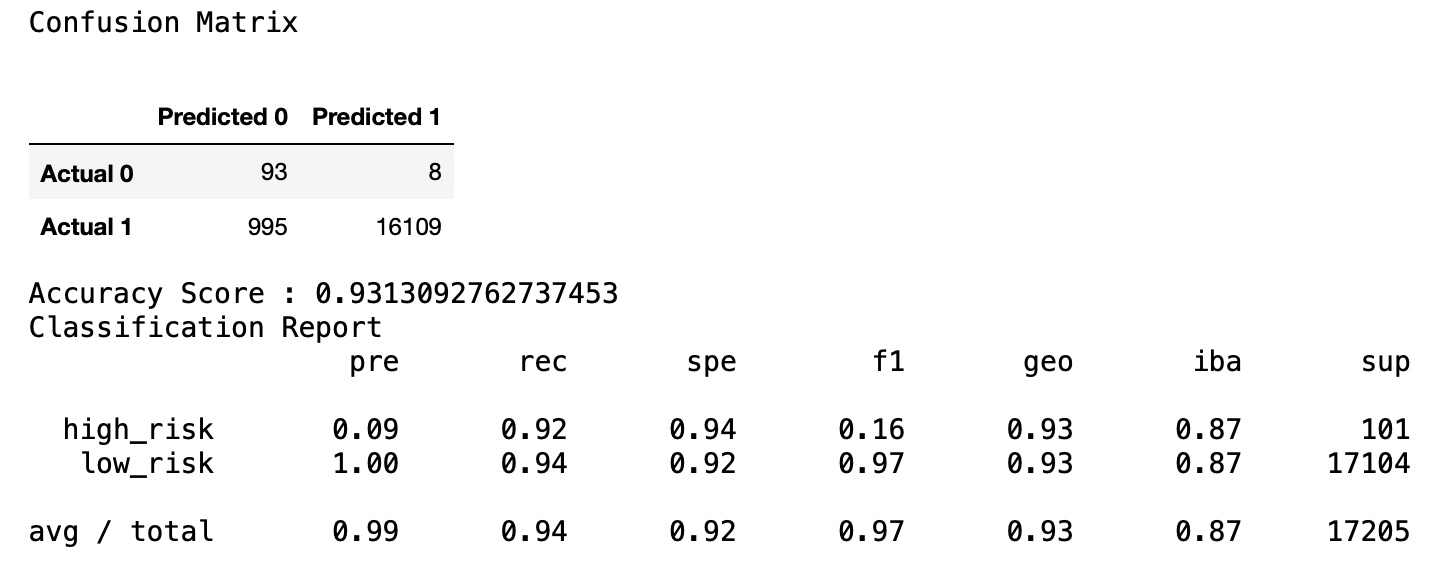 Confusion Matrix
Predicted 0 Predicted 1
Actual 0 93 8
Actual 1 995 16109
Accuracy Score : 0.9313092762737453
Classification Report
pre rec spe f1 geo iba sup
high_risk 0.09 0.92 0.94 0.16 0.93 0.87 101
low_risk 1.00 0.94 0.92 0.97 0.93 0.87 17104
avg / total 0.99 0.94 0.92 0.97 0.93 0.87 17205